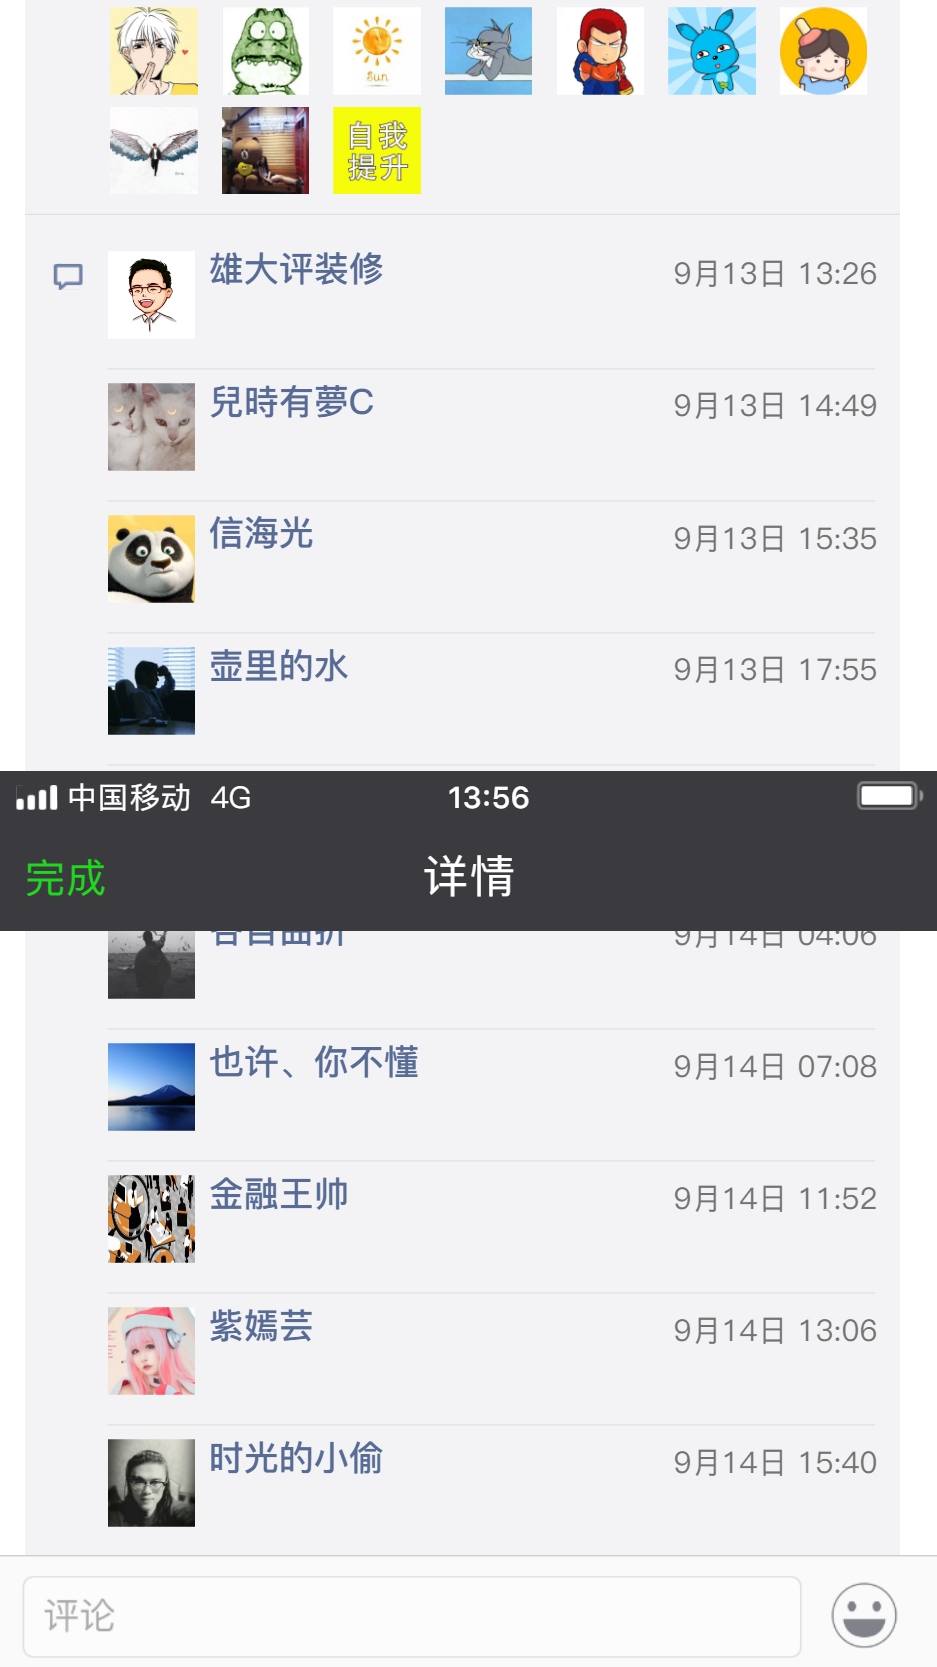 Sun
自我
提升
雄大评装修 9月13日 13:26
兒時有夢C 9月13日 14:49
信海光 9月13日 15:35
壶里的水 9月13日 17:55
中国移动 4G 13:56
完成 详情
各自曲折 9月14日 04:06
也许、你不懂 9月14日 07:08
金融王帅 9月14日 11:52
紫嫣芸 9月14日 13:06
时光的小偷 9月14日 15:40
评论